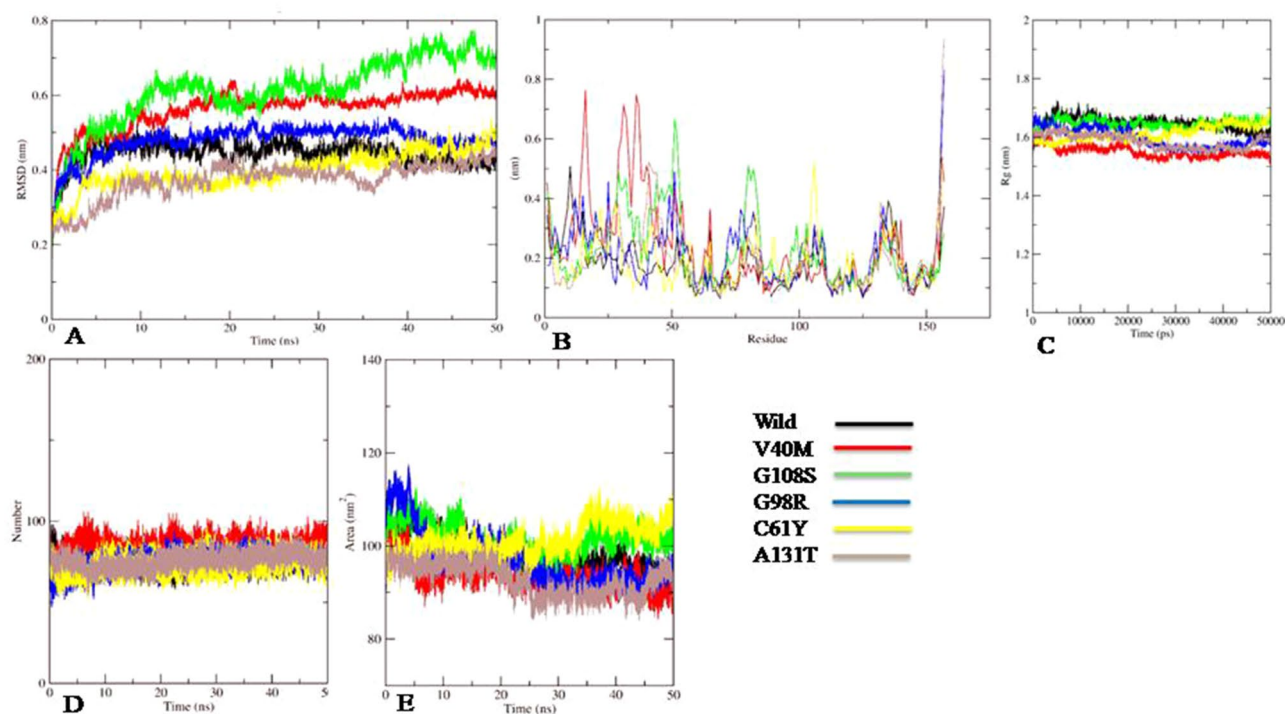 0.8
0.6
0.4
0.2
0
RMSD (nm)
0 10 20 30 40 50
Time (ns)
A
1
0.8
0.6
0.4
0.2
0
(nm)
0 50 100 150
Residue
B
2
1.8
1.6
1.4
1.2
1
Rg (nm)
0 10000 20000 30000 40000 50000
Time (ps)
C
200
100
0
Number
0 10 20 30 40
Time (ns)
D
140
120
100
80
Area (nm²)
0 10 20 30 40 50
Time (ns)
E
Wild
V40M
G108S
G98R
C61Y
A131T